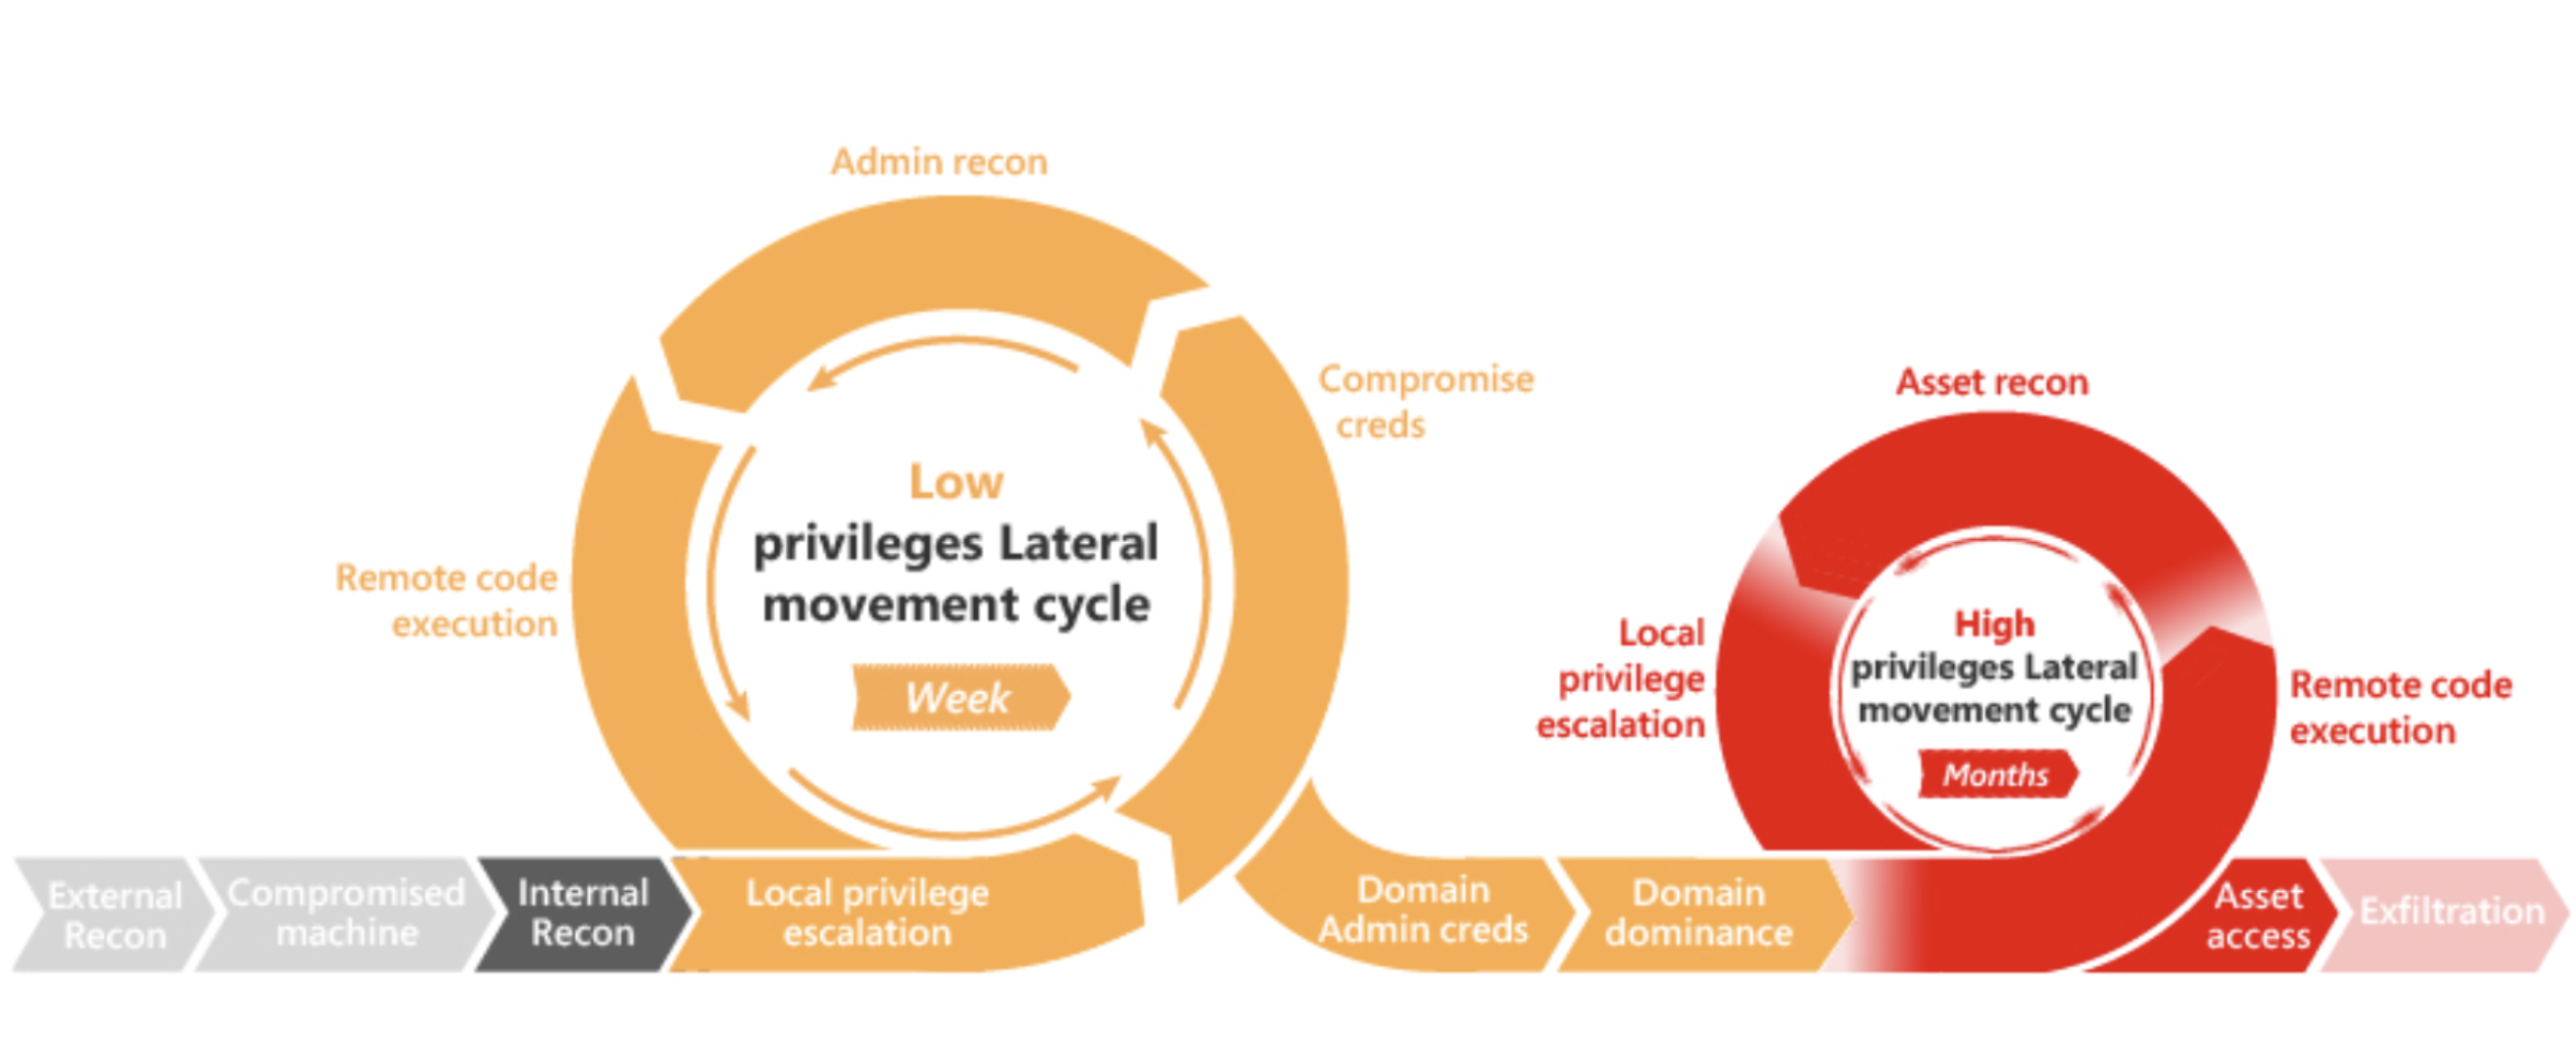 Admin recon
Compromise
creds
Low
privileges Lateral
movement cycle
Week
Remote code
execution
Asset recon
High
privileges Lateral
movement cycle
Months
Local
privilege
escalation
Remote code
execution
External
Recon
Compromised
machine
Internal
Recon
Local privilege
escalation
Domain
Admin creds
Domain
dominance
Asset
access
Exfiltration